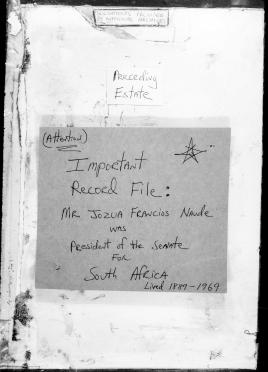 Preceeding
Estate
(Attention)
Important
Record File:
Mr Jozua Francios Naude
was
President of the Senate
for
South Africa
Lived 1889-1969